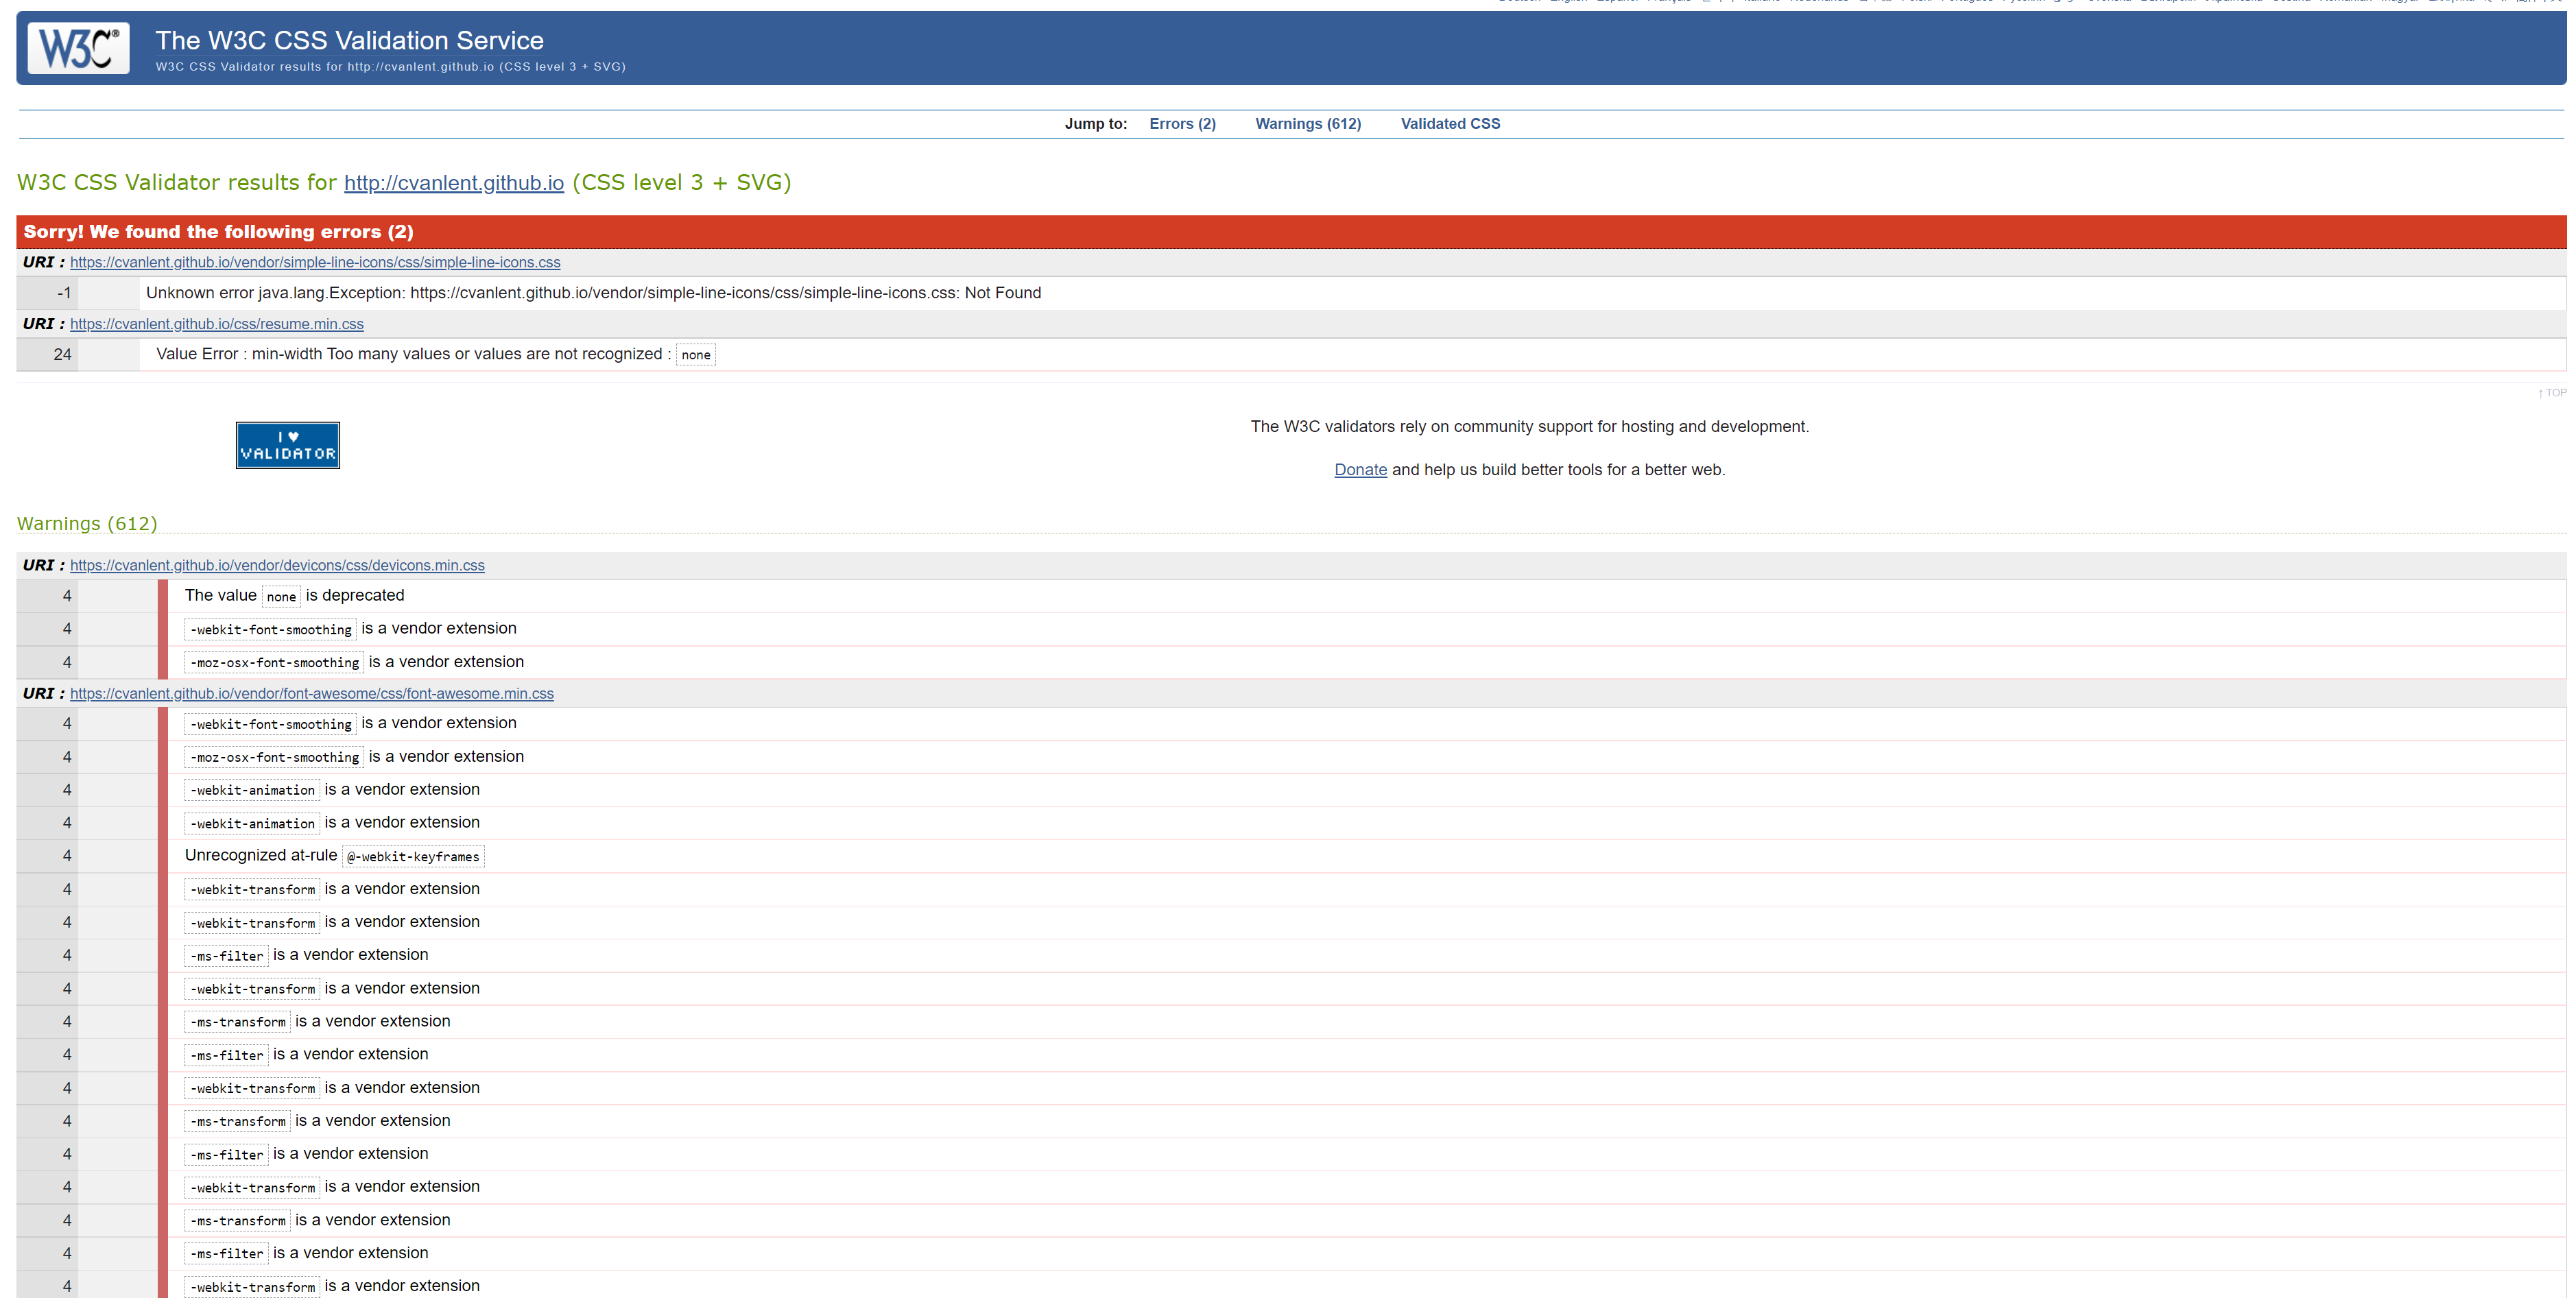 W3C®
The W3C CSS Validation Service
W3C CSS Validator results for http://cvanlent.github.io (CSS level 3 + SVG)
Jump to: Errors (2) Warnings (612) Validated CSS
W3C CSS Validator results for http://cvanlent.github.io (CSS level 3 + SVG)
Sorry! We found the following errors (2)
URI : https://cvanlent.github.io/vendor/simple-line-icons/css/simple-line-icons.css
-1 Unknown error java.lang.Exception: https://cvanlent.github.io/vendor/simple-line-icons/css/simple-line-icons.css: Not Found
URI : https://cvanlent.github.io/css/resume.min.css
24 Value Error : min-width Too many values or values are not recognized : none
↑ TOP
I ♥
VALIDATOR
The W3C validators rely on community support for hosting and development.
Donate and help us build better tools for a better web.
Warnings (612)
URI : https://cvanlent.github.io/vendor/devicons/css/devicons.min.css
4 The value none is deprecated
4 -webkit-font-smoothing is a vendor extension
4 -moz-osx-font-smoothing is a vendor extension
URI : https://cvanlent.github.io/vendor/font-awesome/css/font-awesome.min.css
4 -webkit-font-smoothing is a vendor extension
4 -moz-osx-font-smoothing is a vendor extension
4 -webkit-animation is a vendor extension
4 -webkit-animation is a vendor extension
4 Unrecognized at-rule @-webkit-keyframes
4 -webkit-transform is a vendor extension
4 -webkit-transform is a vendor extension
4 -ms-filter is a vendor extension
4 -webkit-transform is a vendor extension
4 -ms-transform is a vendor extension
4 -ms-filter is a vendor extension
4 -webkit-transform is a vendor extension
4 -ms-transform is a vendor extension
4 -ms-filter is a vendor extension
4 -webkit-transform is a vendor extension
4 -ms-transform is a vendor extension
4 -ms-filter is a vendor extension
4 -webkit-transform is a vendor extension